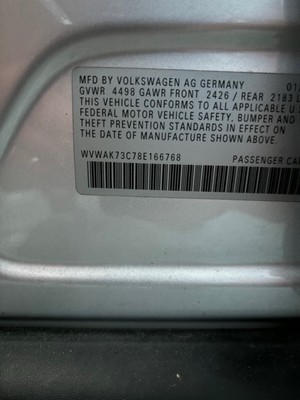 MFD BY VOLKSWAGEN AG GERMANY 01/
GVWR 4498 GAWR FRONT 2426 / REAR 2183 L
THIS VEHICLE CONFORMS TO ALL APPLICABLE U.
FEDERAL MOTOR VEHICLE SAFETY, BUMPER AND
THEFT PREVENTION STANDARDS IN EFFECT ON
THE DATE OF MANUFACTURE SHOWN ABOVE.
WVWAK73C78E166768 PASSENGER CA